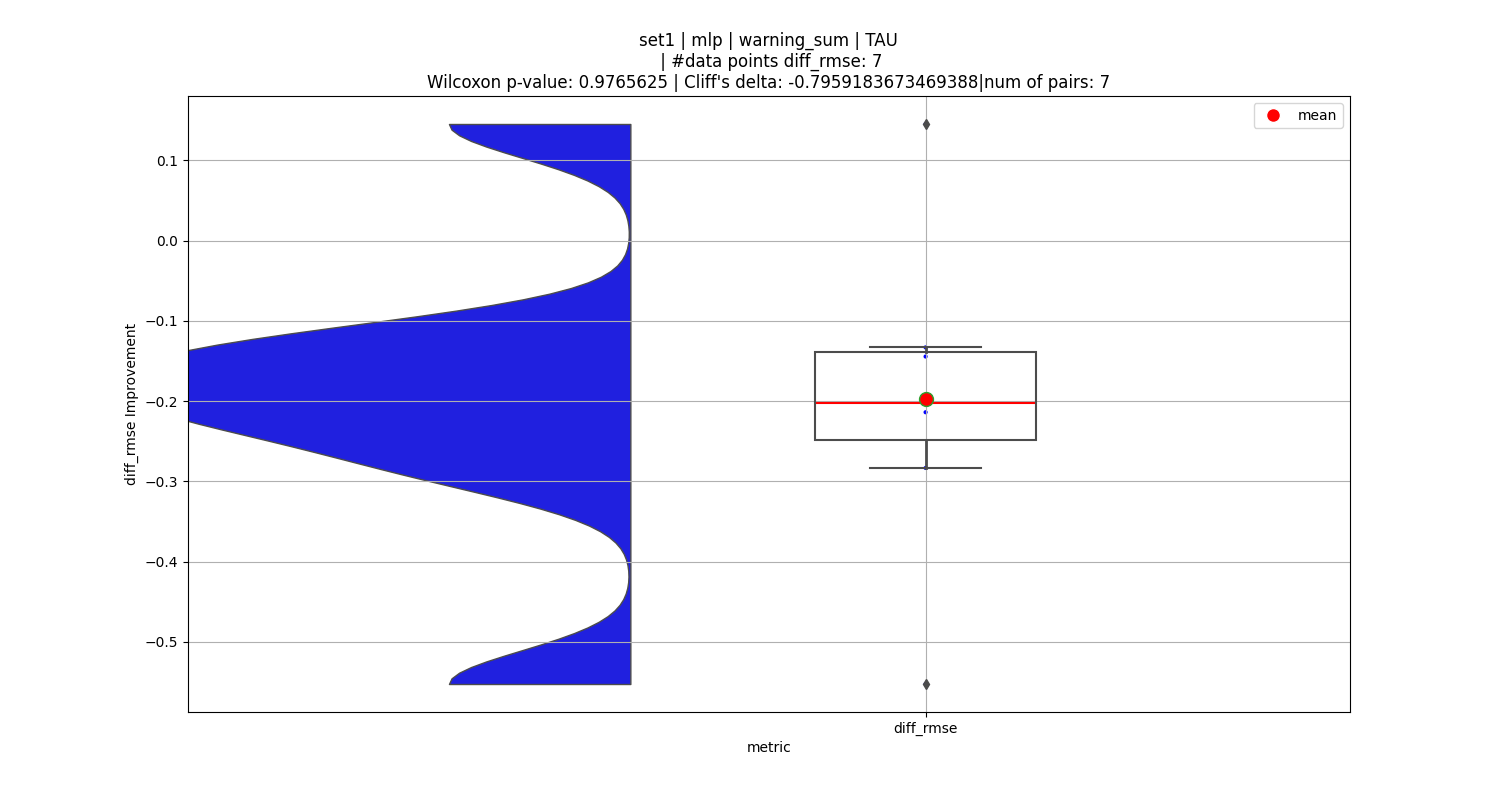 set1 | mlp | warning_sum | TAU
| #data points diff_rmse: 7
Wilcoxon p-value: 0.9765625 | Cliff's delta: -0.7959183673469388|num of pairs: 7
mean
0.1
0.0
−0.1
−0.2
−0.3
−0.4
−0.5
diff_rmse Improvement
diff_rmse
metric